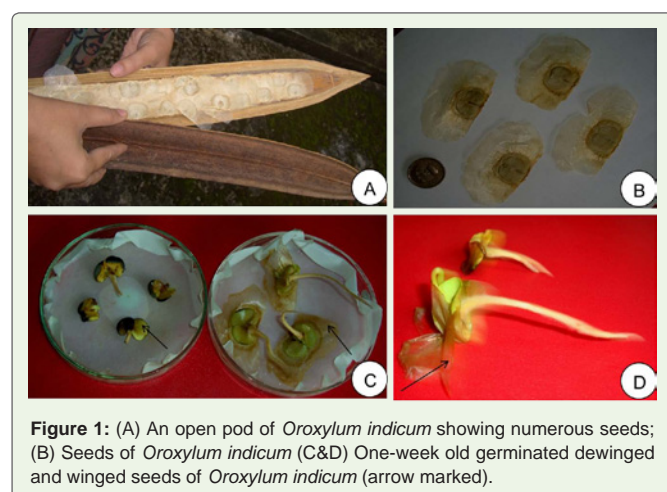 A
B
C
D
Figure 1: (A) An open pod of Oroxylum indicum showing numerous seeds;
(B) Seeds of Oroxylum indicum (C&D) One-week old germinated dewinged
and winged seeds of Oroxylum indicum (arrow marked).